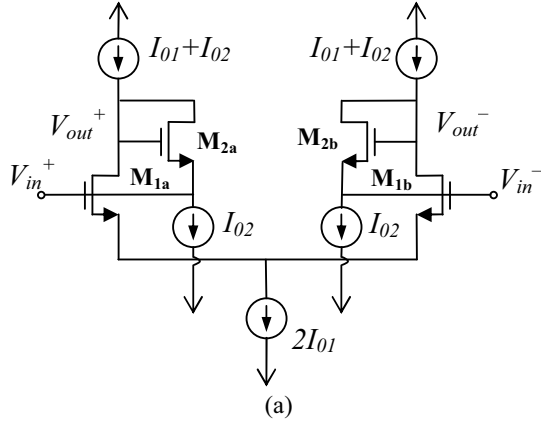 I01+I02 I01+I02
Vout+ Vout−
M2a M2b
Vin+ M1a M1b Vin−
I02 I02
2I01
(a)